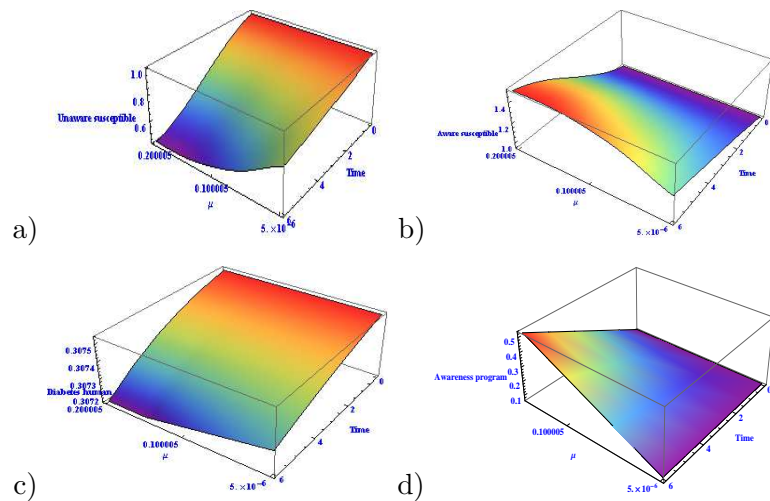 1.0
0.8
Unaware susceptible
0.6
0.200005
0.100005
μ
5.×10⁻⁶
6
4
2
0
Time
a)
1.4
1.2
Aware susceptible
1.0
0.200005
0.100005
μ
5.×10⁻⁶
6
4
2
0
Time
b)
0.3075
0.3074
0.3073
Diabetes human
0.3072
0.200005
0.100005
μ
5.×10⁻⁶
6
4
2
0
Time
c)
0.5
0.4
Awareness program
0.3
0.2
0.1
0.100005
μ
5.×10⁻⁶
6
4
2
0
Time
d)